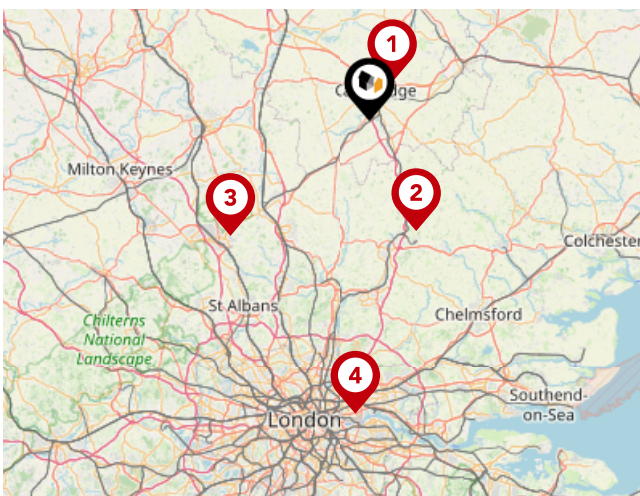 1
2
3
4
Milton Keynes
Colchester
St Albans
Chilterns
National
Landscape
Chelmsford
London
Southend-
on-Sea